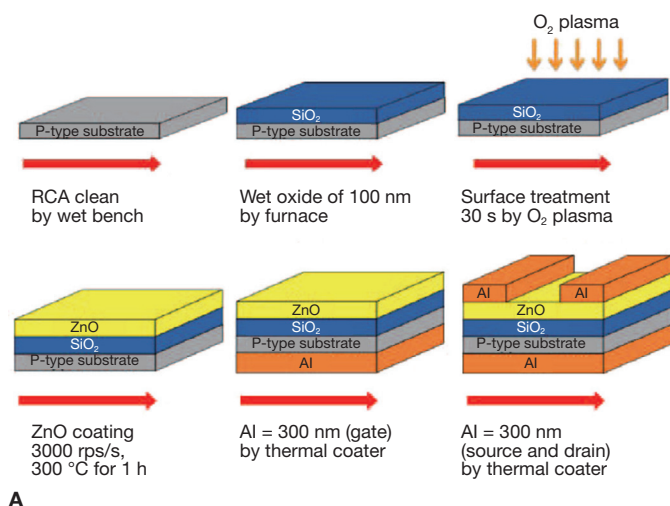 O₂ plasma
P-type substrate
SiO₂
P-type substrate
SiO₂
P-type substrate
RCA clean
by wet bench
Wet oxide of 100 nm
by furnace
Surface treatment
30 s by O₂ plasma
ZnO
SiO₂
P-type substrate
ZnO
SiO₂
P-type substrate
Al
Al
Al
ZnO
SiO₂
P-type substrate
Al
ZnO coating
3000 rps/s,
300 °C for 1 h
Al = 300 nm (gate)
by thermal coater
Al = 300 nm
(source and drain)
by thermal coater
A